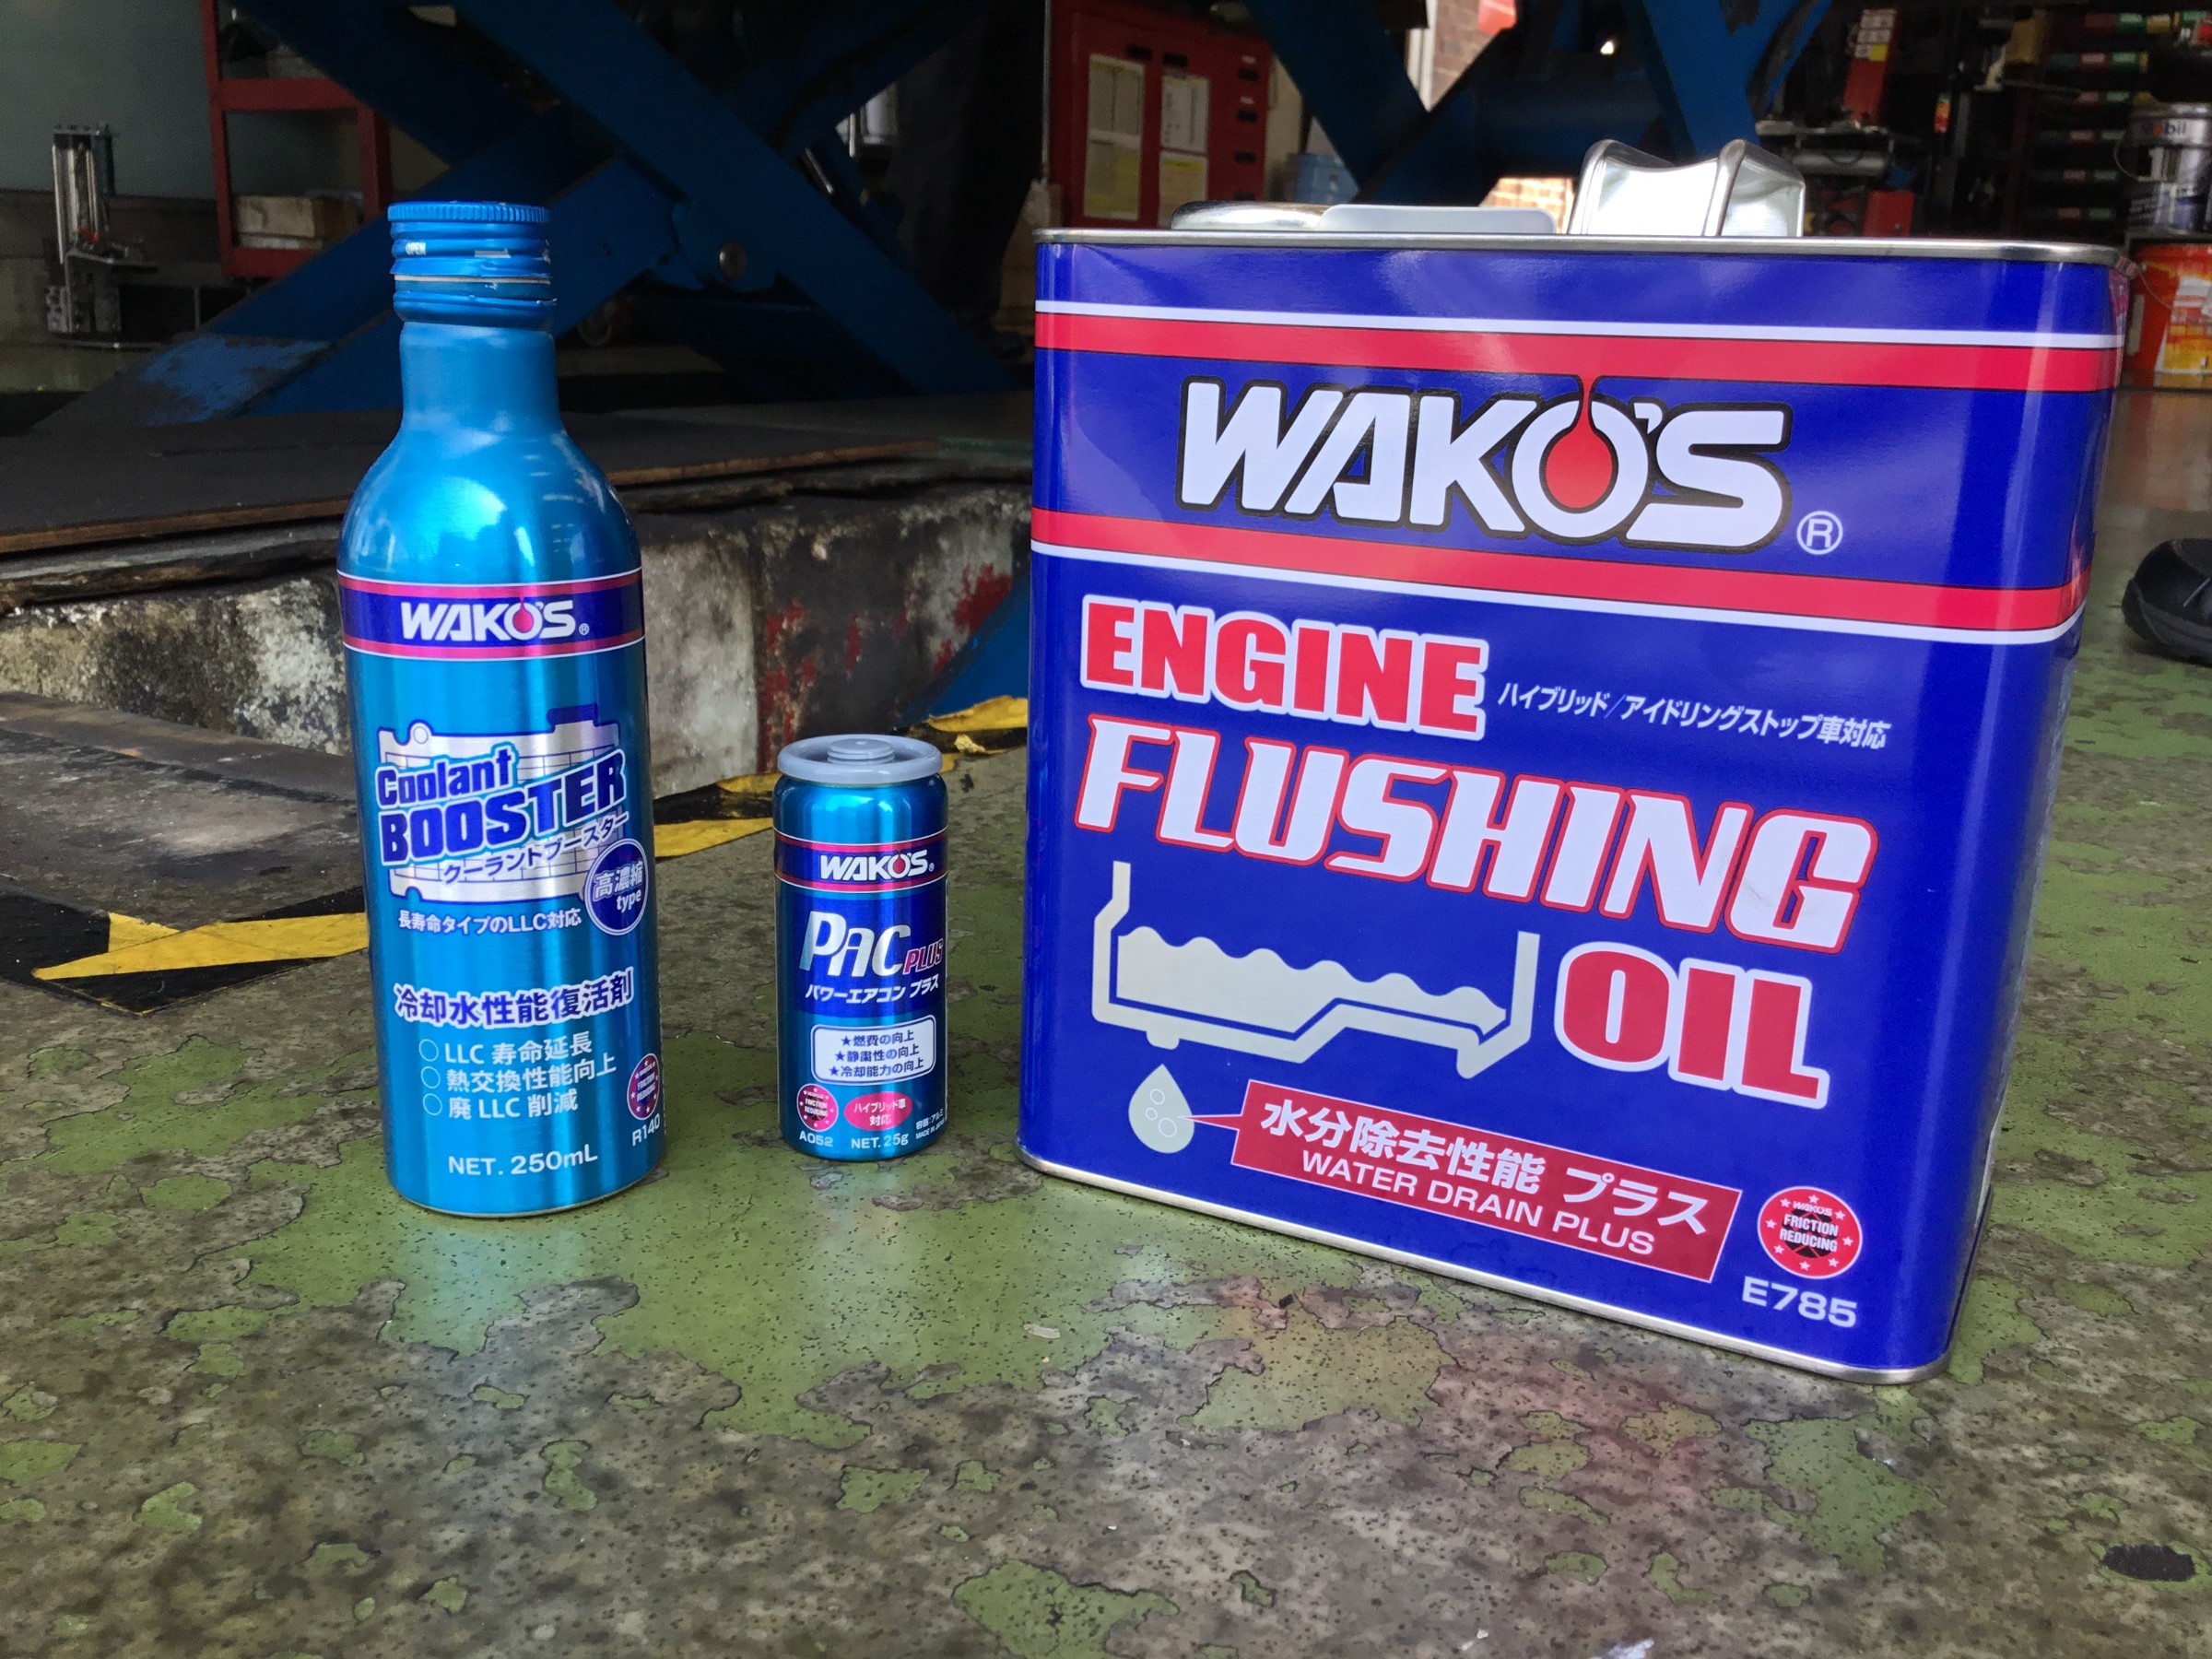 OPEN
WAKO'S®
Coolant
BOOSTER
クーラントブースター
高濃縮
type
長寿命タイプのLLC対応
冷却水性能復活剤
○ LLC 寿命延長
○ 熱交換性能向上
○ 廃 LLC 削減
R140
NET. 250mL
WAKO'S®
PAC PLUS
パワーエアコン プラス
★燃費の向上
★静粛性の向上
★冷却能力の向上
WAKO'S
FRICTION
REDUCING
ハイブリッド車
対応
A052
NET. 25g
WAKO'S®
ENGINE
ハイブリッド/アイドリングストップ車対応
FLUSHING
OIL
水分除去性能 プラス
WATER DRAIN PLUS
WAKO'S
FRICTION
REDUCING
E785
Mobil